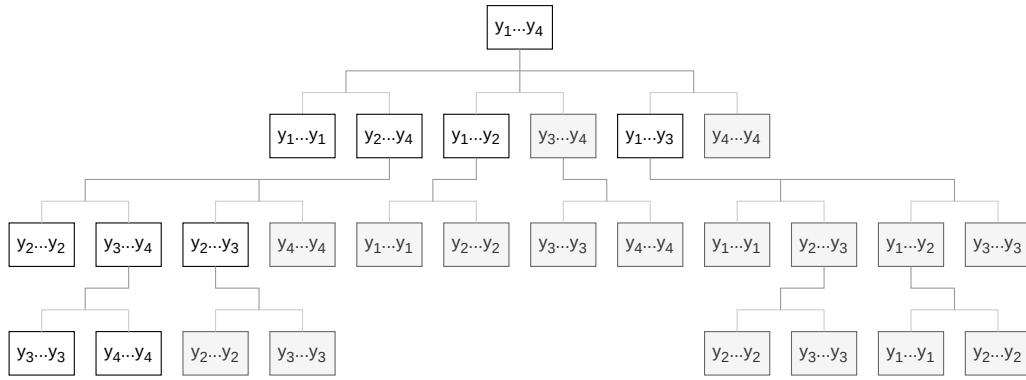 y₁...y₄
y₁...y₁ y₂...y₄ y₁...y₂ y₃...y₄ y₁...y₃ y₄...y₄
y₂...y₂ y₃...y₄ y₂...y₃ y₄...y₄ y₁...y₁ y₂...y₂ y₃...y₃ y₄...y₄ y₁...y₁ y₂...y₃ y₁...y₂ y₃...y₃
y₃...y₃ y₄...y₄ y₂...y₂ y₃...y₃ y₂...y₂ y₃...y₃ y₁...y₁ y₂...y₂